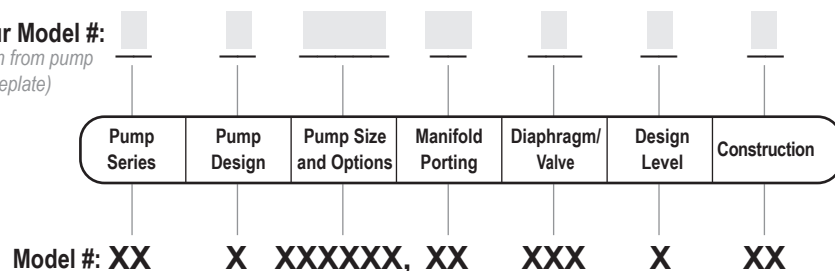 ur Model #:
from pump
eplate)
Pump Series
Pump Design
Pump Size and Options
Manifold Porting
Diaphragm/ Valve
Design Level
Construction
Model #: XX X XXXXXX, XX XXX X XX